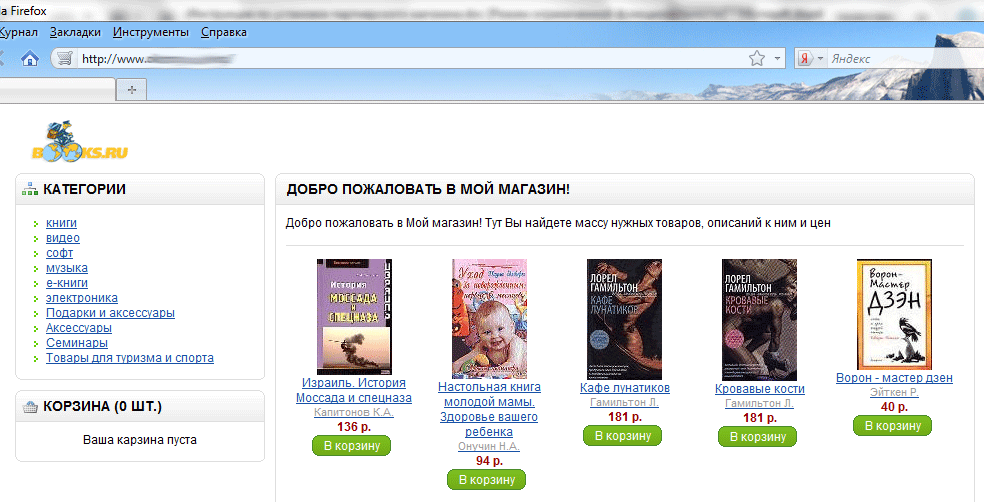 la Firefox
Курнал Закладки Инструменты Справка
http://www.
Яндекс
BOOKS.RU
КАТЕГОРИИ
книги
видео
софт
музыка
е-книги
электроника
Подарки и аксессуары
Аксессуары
Семинары
Товары для туризма и спорта
КОРЗИНА (0 ШТ.)
Ваша карзина пуста
ДОБРО ПОЖАЛОВАТЬ В МОЙ МАГАЗИН!
Добро пожаловать в Мой магазин! Тут Вы найдете массу нужных товаров, описаний к ним и цен
ИЗРАИЛЬ
История
МОССАДА
И
СПЕЦНАЗА
Израиль. История
Моссада и спецназа
Капитонов К.А.
136 р.
В корзину
Уход
за новорожденным:
Настольная книга
молодой мамы.
Здоровье вашего
ребенка
Онучин Н.А.
94 р.
В корзину
ЛОРЕЛ
ГАМИЛЬТОН
КАФЕ
ЛУНАТИКОВ
Кафе лунатиков
Гамильтон Л.
181 р.
В корзину
ЛОРЕЛ
ГАМИЛЬТОН
КРОВАВЫЕ
КОСТИ
Кровавые кости
Гамильтон Л.
181 р.
В корзину
Ворон-
Мастер
ДЗЭН
Ворон - мастер дзен
Эйткен Р.
40 р.
В корзину